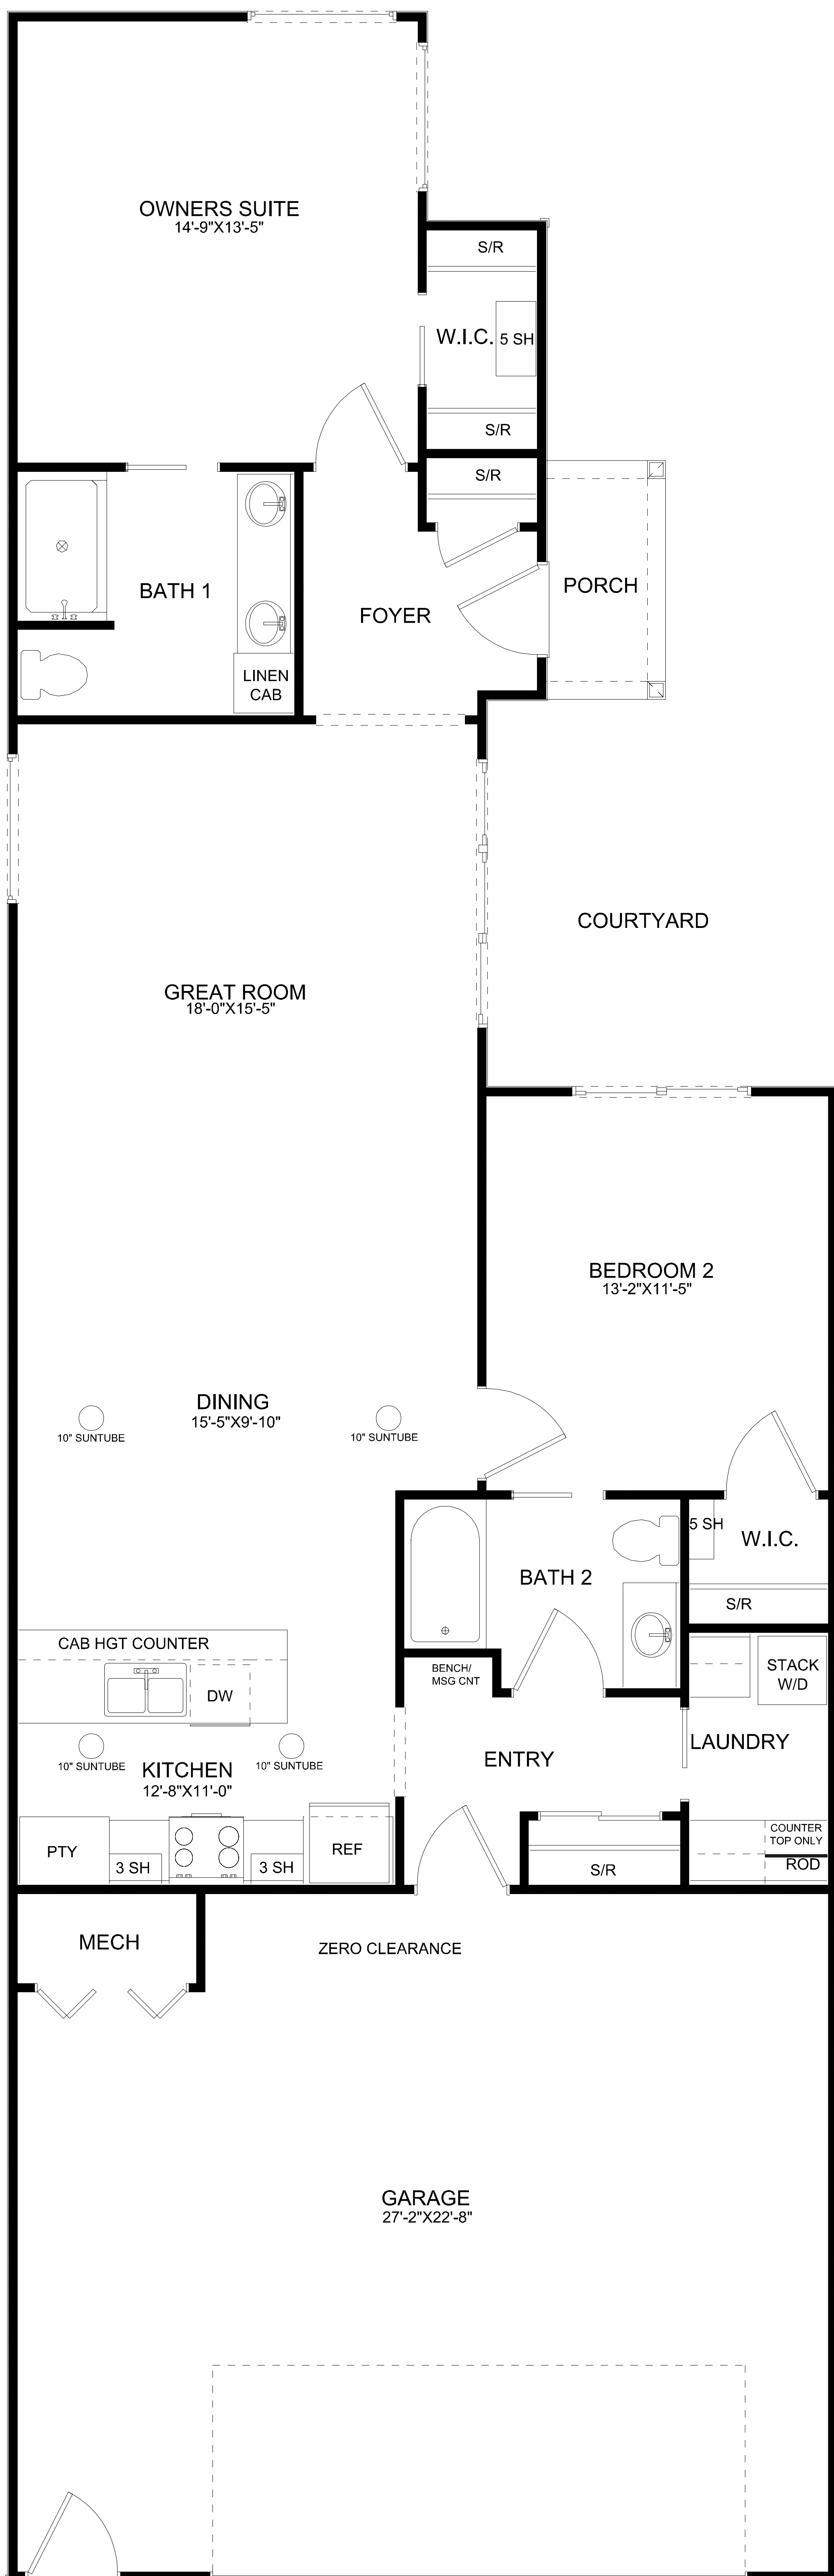 OWNERS SUITE
14'-9"X13'-5"
S/R
W.I.C.
5 SH
S/R
S/R
BATH 1
FOYER
PORCH
LINEN
CAB
COURTYARD
GREAT ROOM
18'-0"X15'-5"
BEDROOM 2
13'-2"X11'-5"
DINING
15'-5"X9'-10"
10" SUNTUBE
10" SUNTUBE
5 SH
W.I.C.
BATH 2
S/R
CAB HGT COUNTER
BENCH/
MSG CNT
STACK
W/D
DW
LAUNDRY
ENTRY
10" SUNTUBE
KITCHEN
12'-8"X11'-0"
10" SUNTUBE
COUNTER
TOP ONLY
PTY
3 SH
3 SH
REF
S/R
ROD
MECH
ZERO CLEARANCE
GARAGE
27'-2"X22'-8"